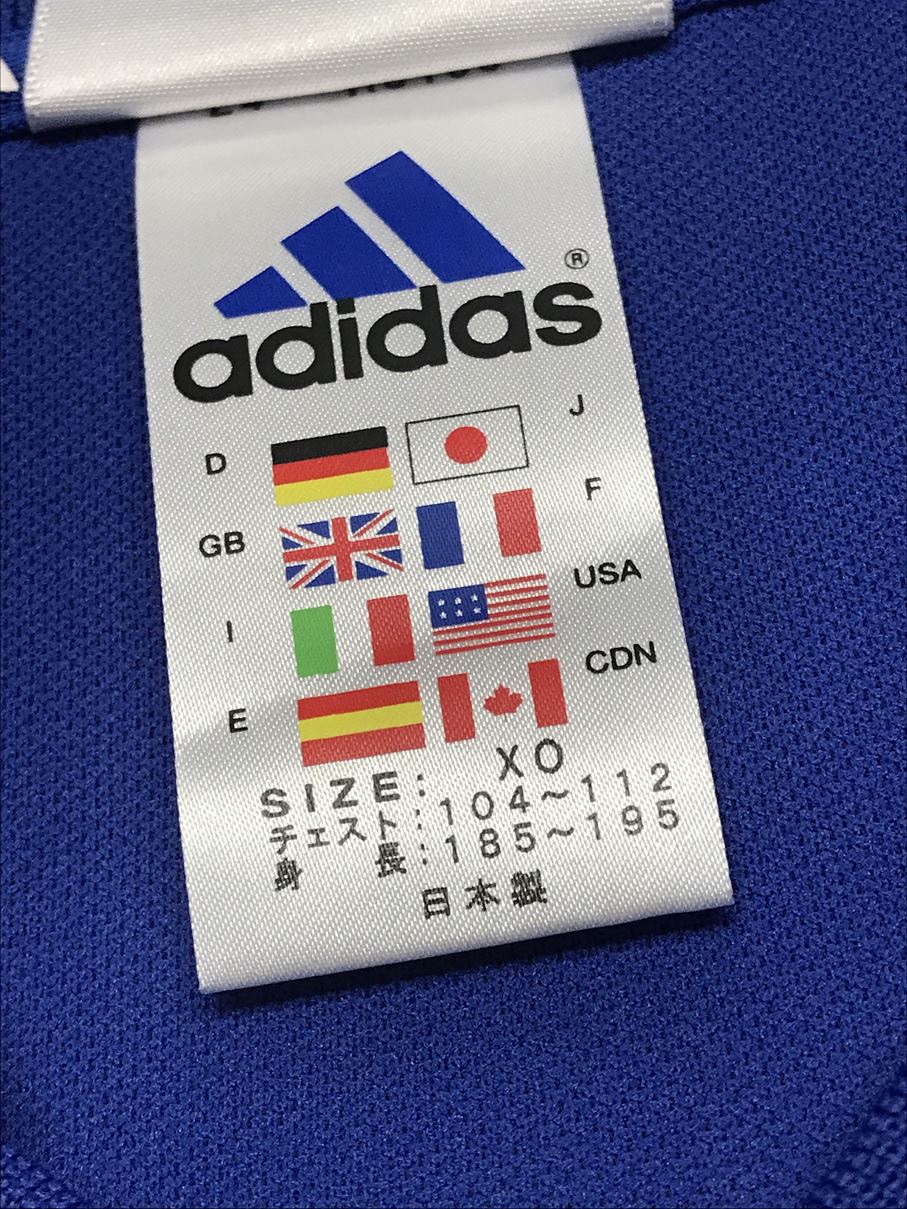 adidas®
D J
GB F
I USA
E CDN
SIZE: XO
チェスト:104~112
身長:185~195
日本製